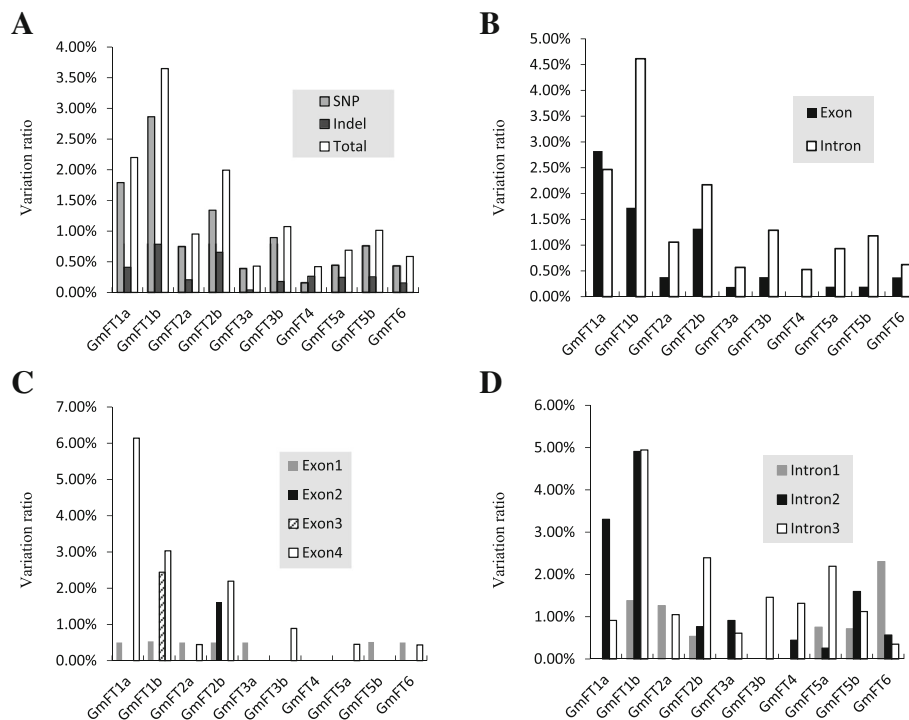 A
Variation ratio
4.00%
3.50%
3.00%
2.50%
2.00%
1.50%
1.00%
0.50%
0.00%
SNP
Indel
Total
GmFT1a
GmFT1b
GmFT2a
GmFT2b
GmFT3a
GmFT3b
GmFT4
GmFT5a
GmFT5b
GmFT6
B
Variation ratio
5.00%
4.50%
4.00%
3.50%
3.00%
2.50%
2.00%
1.50%
1.00%
0.50%
0.00%
Exon
Intron
GmFT1a
GmFT1b
GmFT2a
GmFT2b
GmFT3a
GmFT3b
GmFT4
GmFT5a
GmFT5b
GmFT6
C
Variation ratio
7.00%
6.00%
5.00%
4.00%
3.00%
2.00%
1.00%
0.00%
Exon1
Exon2
Exon3
Exon4
GmFT1a
GmFT1b
GmFT2a
GmFT2b
GmFT3a
GmFT3b
GmFT4
GmFT5a
GmFT5b
GmFT6
D
Variation ratio
6.00%
5.00%
4.00%
3.00%
2.00%
1.00%
0.00%
Intron1
Intron2
Intron3
GmFT1a
GmFT1b
GmFT2a
GmFT2b
GmFT3a
GmFT3b
GmFT4
GmFT5a
GmFT5b
GmFT6